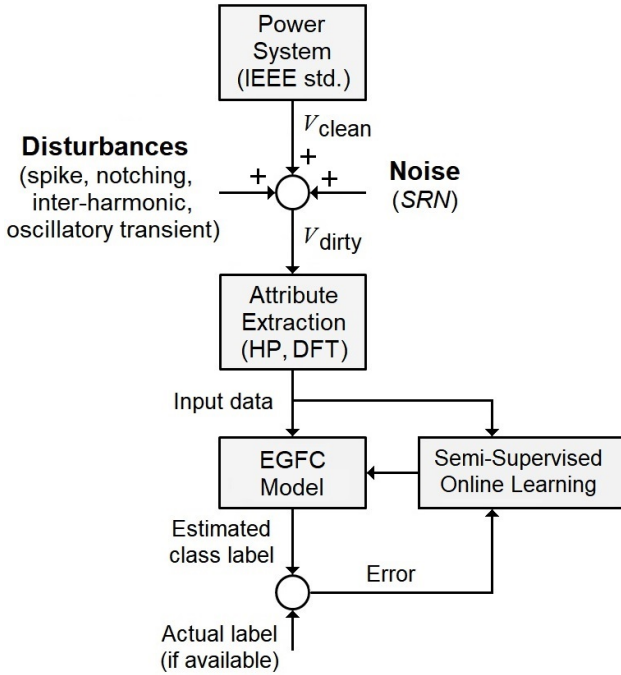 Power
System
(IEEE std.)
Vclean
+
Disturbances
(spike, notching,
inter-harmonic,
oscillatory transient)
+
+
Noise
(SRN)
Vdirty
Attribute
Extraction
(HP, DFT)
Input data
EGFC
Model
Semi-Supervised
Online Learning
Estimated
class label
Error
Actual label
(if available)